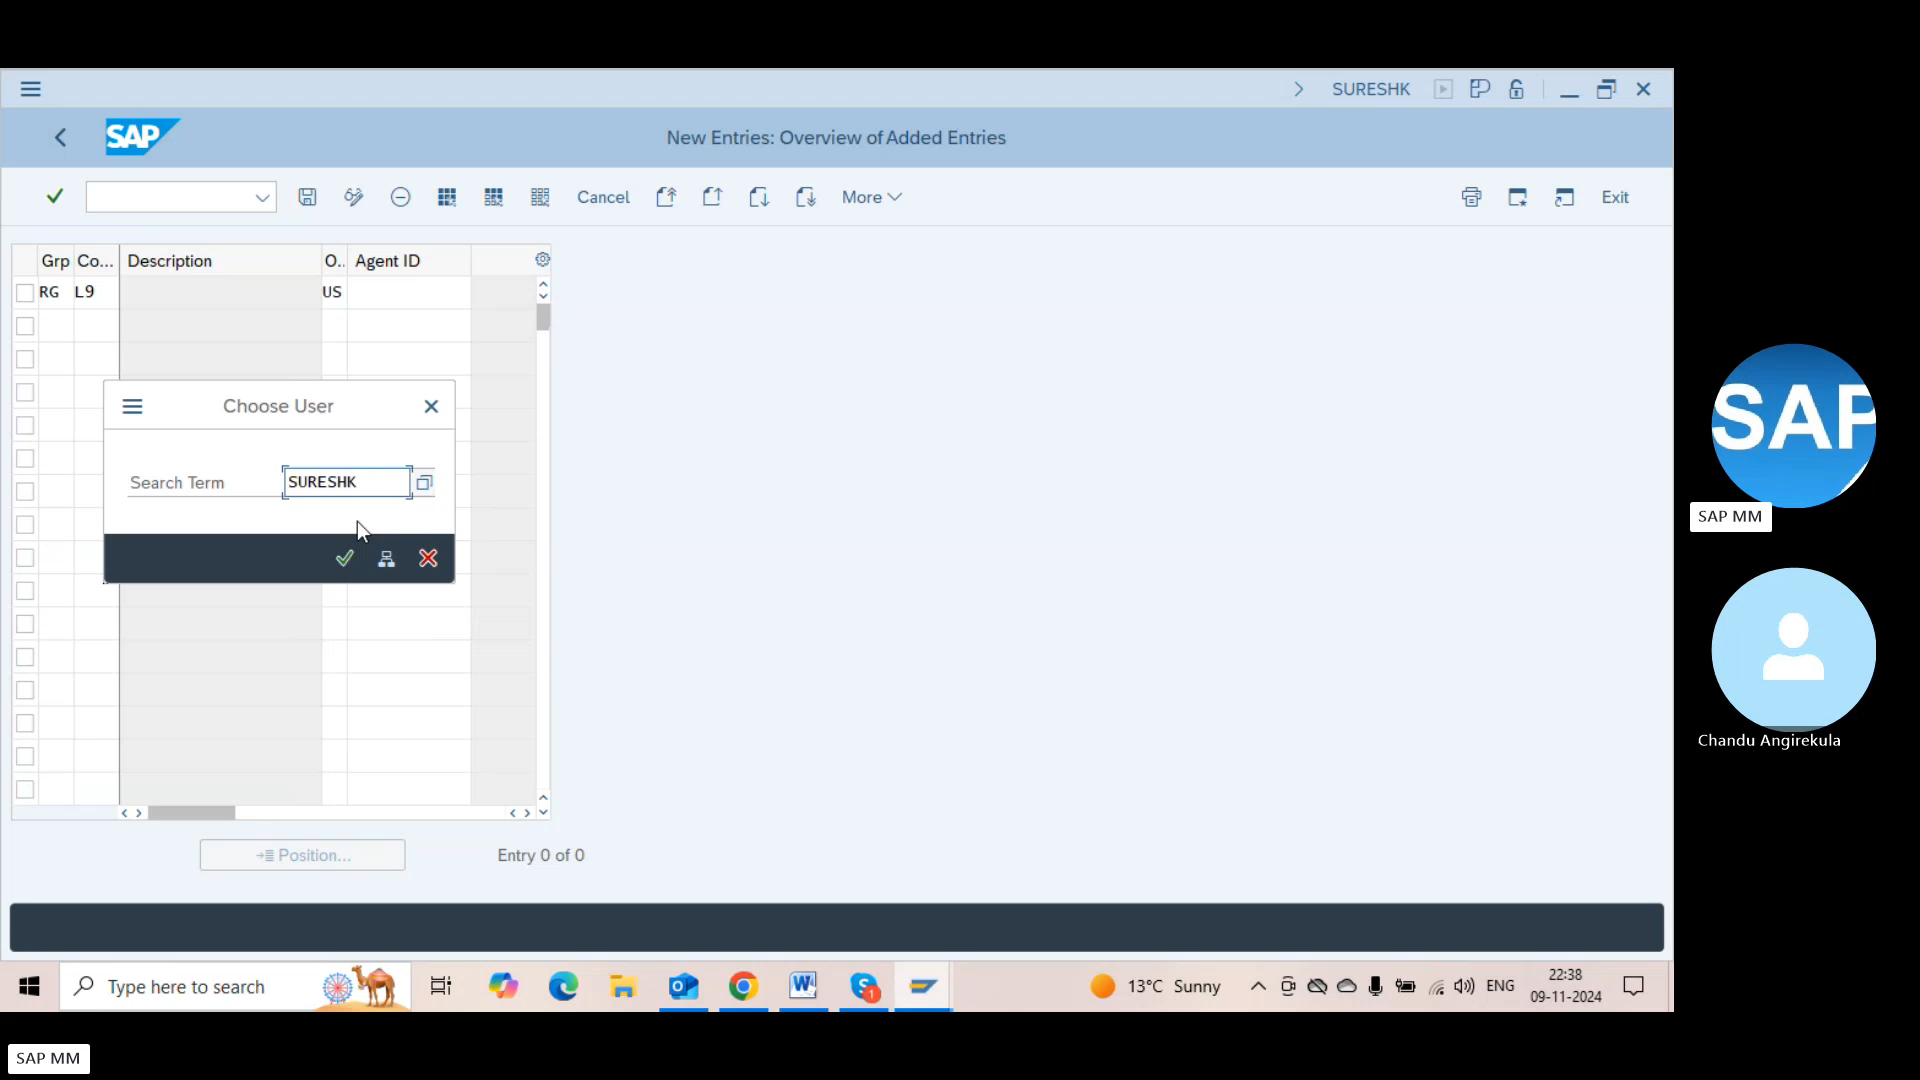 SURESHK
SAP
New Entries: Overview of Added Entries
Cancel
More
Exit
Grp Co... Description O.. Agent ID
RG L9 US
Choose User
Search Term SURESHK
Position...
Entry 0 of 0
SAP
SAP MM
Chandu Angirekula
Type here to search
1
13°C Sunny
ENG
22:38
09-11-2024
SAP MM